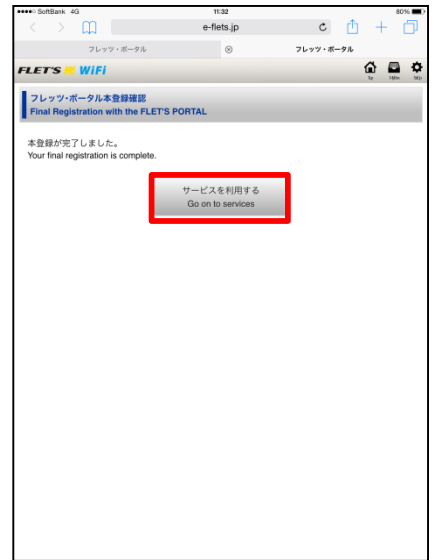 SoftBank 4G 11:32 80%
e-flets.jp
フレッツ・ポータル フレッツ・ポータル
FLET'S WiFi
フレッツ・ポータル本登録確認
Final Registration with the FLET'S PORTAL
本登録が完了しました。
Your final registration is complete.
サービスを利用する
Go on to services